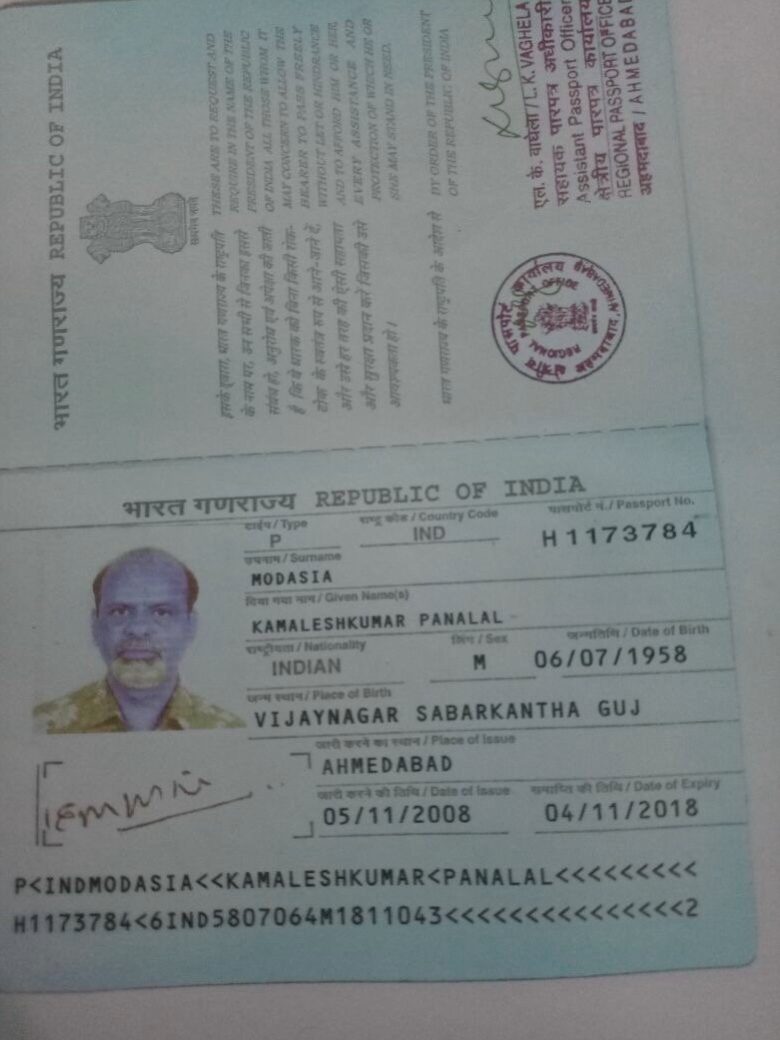 भारत गणराज्य REPUBLIC OF INDIA
सत्यमेव जयते
THESE ARE TO REQUEST AND
REQUIRE IN THE NAME OF THE
PRESIDENT OF THE REPUBLIC
OF INDIA ALL THOSE WHOM IT
MAY CONCERN TO ALLOW THE
BEARER TO PASS FREELY
WITHOUT LET OR HINDRANCE
AND TO AFFORD HIM OR HER,
EVERY ASSISTANCE AND
PROTECTION OF WHICH HE OR
SHE MAY STAND IN NEED.
BY ORDER OF THE PRESIDENT
OF THE REPUBLIC OF INDIA
इसके द्वारा, भारत गणराज्य के राष्ट्रपति
के नाम पर, उन सभी से जिनका इससे
संबंध हो, अनुरोध एवं अपेक्षा की जाती
है कि वे धारक को बिना किसी रोक-
टोक के स्वतंत्र रूप से आने-जाने दें,
और उसे हर तरह की ऐसी सहायता
और सुरक्षा प्रदान करें जिसकी उसे
आवश्यकता हो।
भारत गणराज्य के राष्ट्रपति के आदेश से
एल. के. वाघेला / L. K. VAGHELA
सहायक पारपत्र अधीकारी
Assistant Passport Officer
क्षेत्रीय पारपत्र कार्यालय
REGIONAL PASSPORT OFFICE
अहमदाबाद / AHMEDABAD
क्षेत्रीय पासपोर्ट कार्यालय
REGIONAL PASSPORT OFFICE
अहमदाबाद, AHMEDABAD
भारत गणराज्य REPUBLIC OF INDIA
टाईप / Type
राष्ट्र कोड / Country Code
पासपोर्ट नं. / Passport No.
P
IND
H1173784
उपनाम / Surname
MODASIA
दिया गया नाम / Given Name(s)
KAMALESHKUMAR PANALAL
राष्ट्रीयता / Nationality
लिंग / Sex
जन्मतिथि / Date of Birth
INDIAN
M
06/07/1958
जन्म स्थान / Place of Birth
VIJAYNAGAR SABARKANTHA GUJ
जारी करने का स्थान / Place of Issue
AHMEDABAD
जारी करने की तिथि / Date of Issue
समाप्ति की तिथि / Date of Expiry
05/11/2008
04/11/2018
P<INDMODASIA<<KAMALESHKUMAR<PANALAL<<<<<<<<<
H1173784<6IND5807064M1811043<<<<<<<<<<<<<<<2